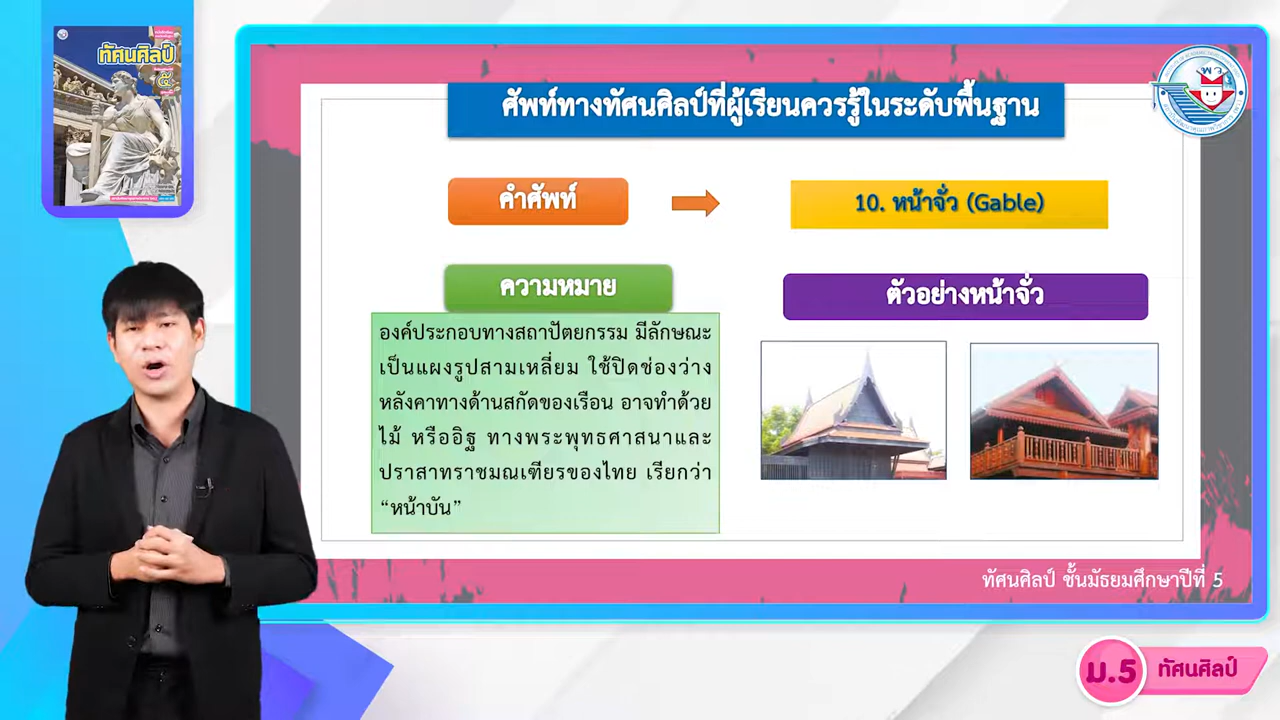 ทัศนศิลป์
๕
ศัพท์ทางทัศนศิลป์ที่ผู้เรียนควรรู้ในระดับพื้นฐาน
พว
คำศัพท์
10. หน้าจั่ว (Gable)
ความหมาย
ตัวอย่างหน้าจั่ว
องค์ประกอบทางสถาปัตยกรรม มีลักษณะ
เป็นแผงรูปสามเหลี่ยม ใช้ปิดช่องว่าง
หลังคาทางด้านสกัดของเรือน อาจทำด้วย
ไม้ หรืออิฐ ทางพระพุทธศาสนาและ
ปราสาทราชมณเฑียรของไทย เรียกว่า
“หน้าบัน”
ทัศนศิลป์ ชั้นมัธยมศึกษาปีที่ 5
ม.5 ทัศนศิลป์